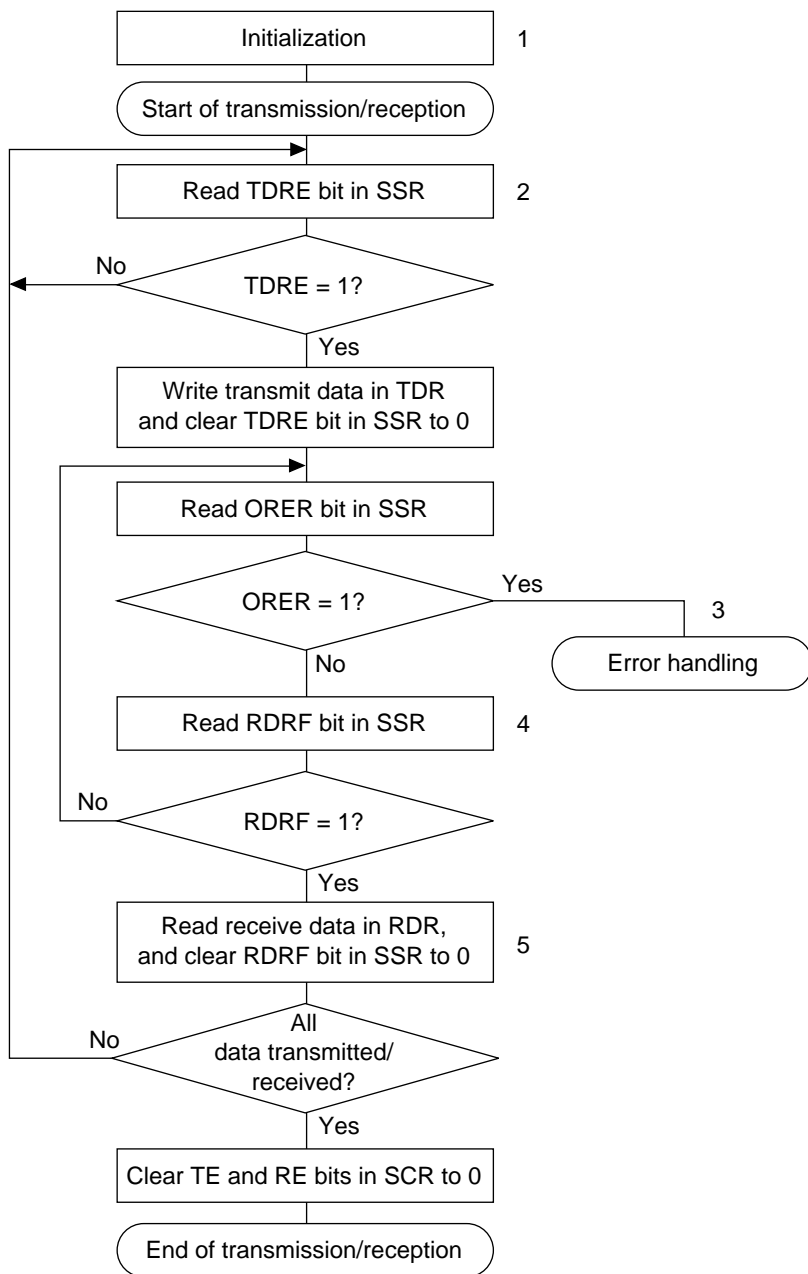 Initialization
1
Start of transmission/reception
Read TDRE bit in SSR
2
No
TDRE = 1?
Yes
Write transmit data in TDR
and clear TDRE bit in SSR to 0
Read ORER bit in SSR
Yes
ORER = 1?
3
No
Error handling
Read RDRF bit in SSR
4
No
RDRF = 1?
Yes
Read receive data in RDR,
and clear RDRF bit in SSR to 0
5
No
All
data transmitted/
received?
Yes
Clear TE and RE bits in SCR to 0
End of transmission/reception